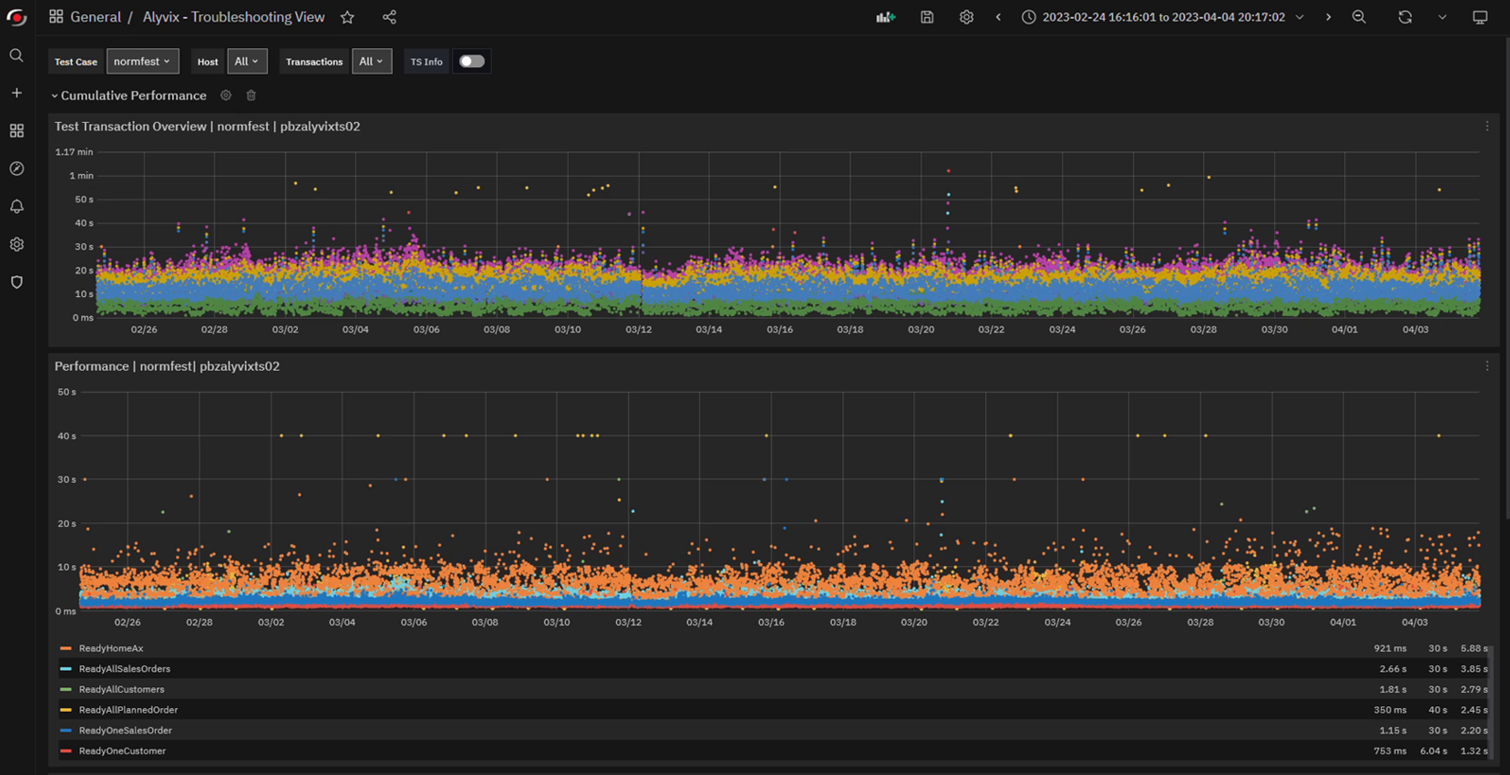 General / Alyvix - Troubleshooting View 2023-02-24 16:16:01 to 2023-04-04 20:17:02
Test Case normfest Host All Transactions All TS Info
Cumulative Performance
Test Transaction Overview | normfest | pbzalyvixts02
1.17 min
1 min
50 s
40 s
30 s
20 s
10 s
0 ms
02/26 02/28 03/02 03/04 03/06 03/08 03/10 03/12 03/14 03/16 03/18 03/20 03/22 03/24 03/26 03/28 03/30 04/01 04/03
Performance | normfest| pbzalyvixts02
50 s
40 s
30 s
20 s
10 s
0 ms
02/26 02/28 03/02 03/04 03/06 03/08 03/10 03/12 03/14 03/16 03/18 03/20 03/22 03/24 03/26 03/28 03/30 04/01 04/03
ReadyHomeAx 921 ms 30 s 5.88 s
ReadyAllSalesOrders 2.66 s 30 s 3.85 s
ReadyAllCustomers 1.81 s 30 s 2.79 s
ReadyAllPlannedOrder 350 ms 40 s 2.45 s
ReadyOneSalesOrder 1.15 s 30 s 2.20 s
ReadyOneCustomer 753 ms 6.04 s 1.32 s